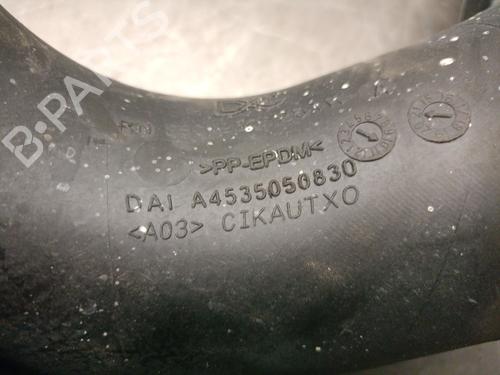 B-PARTS
>PP-EPDM<
DAI A4535050830
<A03> CIKAUTXO